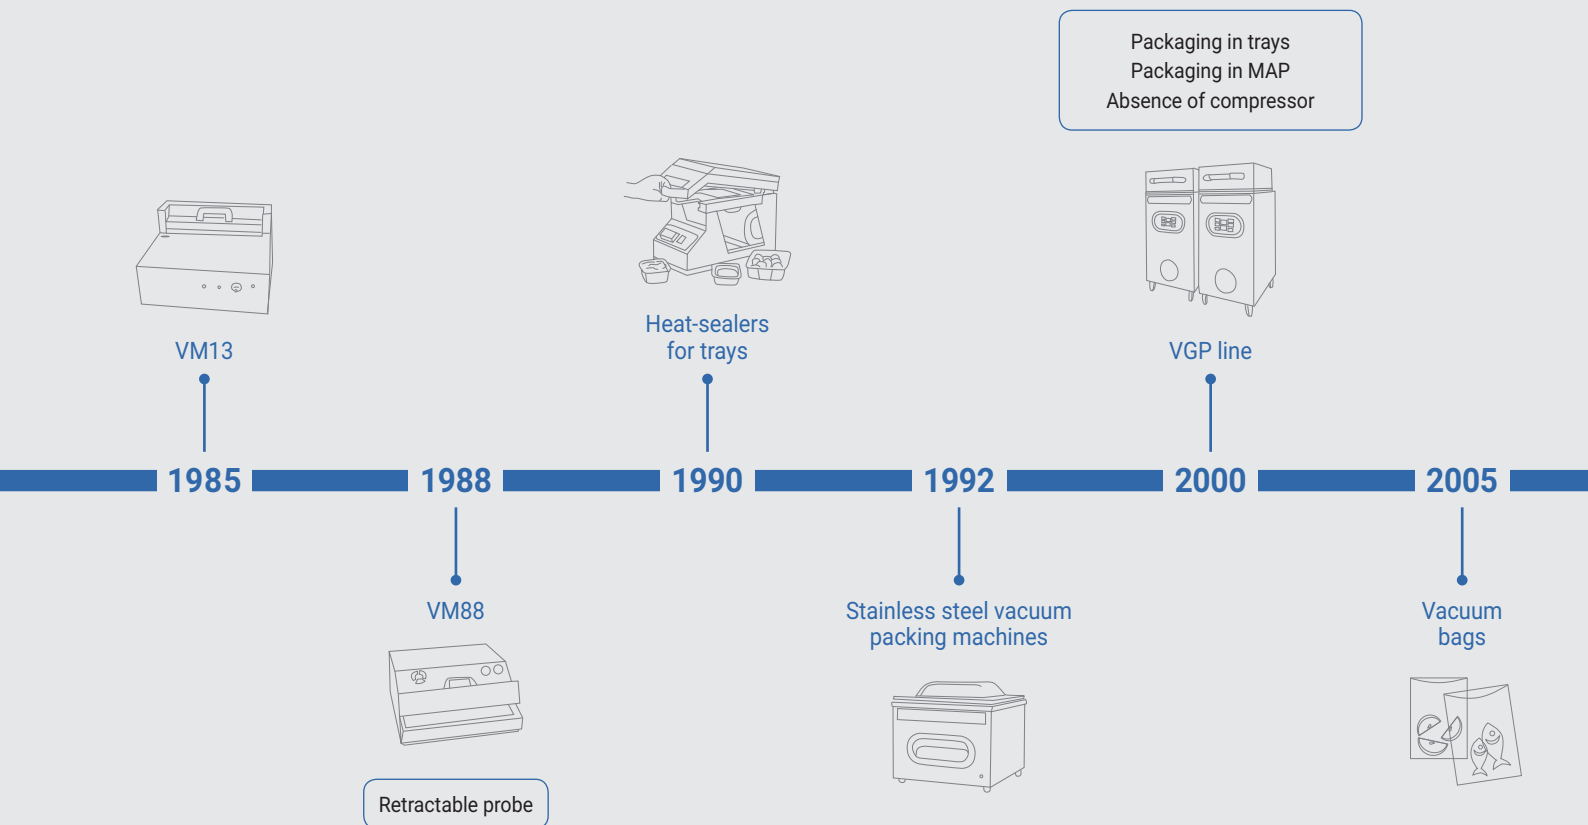 Packaging in trays
Packaging in MAP
Absence of compressor
VM13
Heat-sealers
for trays
VGP line
1985
1988
1990
1992
2000
2005
VM88
Stainless steel vacuum
packing machines
Vacuum
bags
Retractable probe